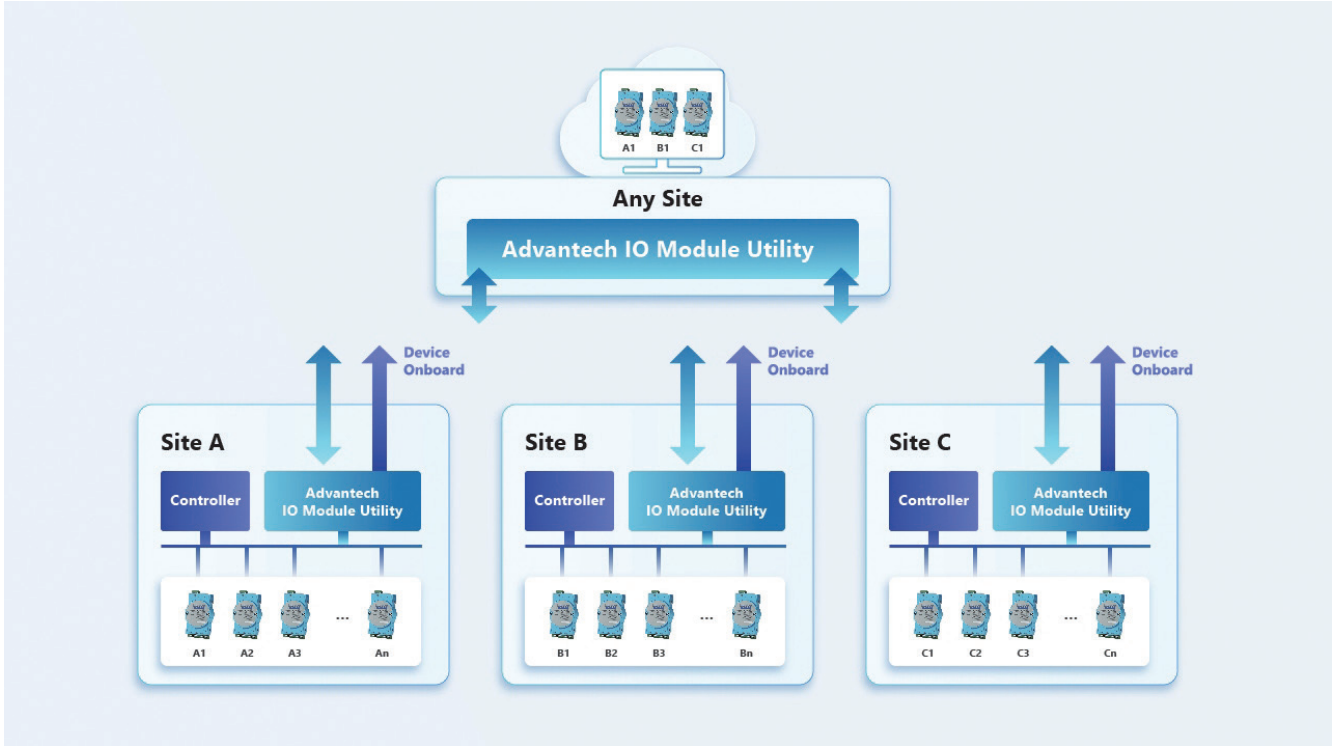 A1 B1 C1
Any Site
Advantech IO Module Utility
Device
Onboard
Device
Onboard
Device
Onboard
Site A
Controller
Advantech
IO Module Utility
A1 A2 A3 ... An
Site B
Controller
Advantech
IO Module Utility
B1 B2 B3 ... Bn
Site C
Controller
Advantech
IO Module Utility
C1 C2 C3 ... Cn